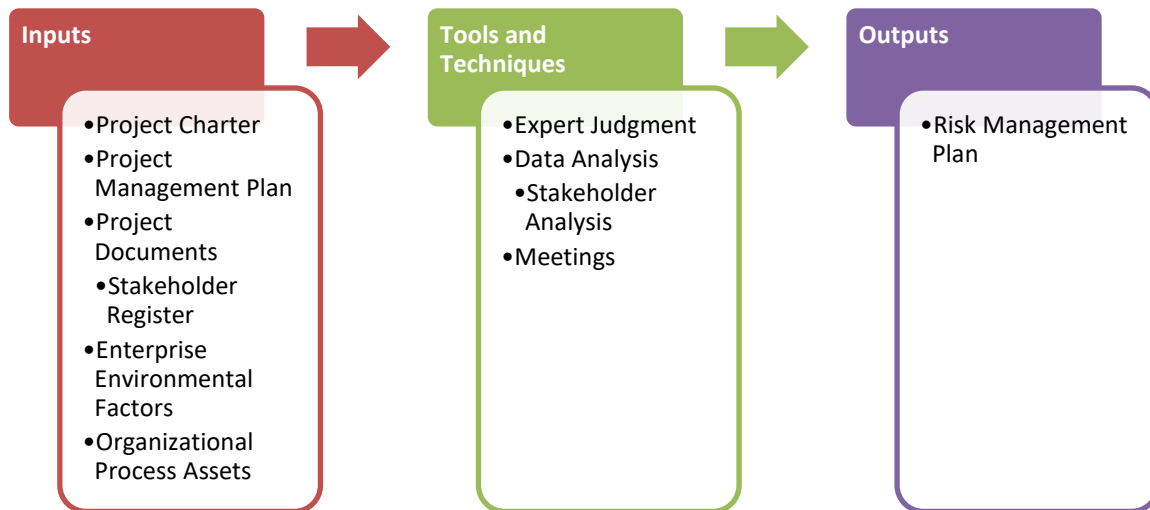 Inputs
•Project Charter
•Project
Management Plan
•Project
Documents
•Stakeholder
Register
•Enterprise
Environmental
Factors
•Organizational
Process Assets
Tools and
Techniques
•Expert Judgment
•Data Analysis
•Stakeholder
Analysis
•Meetings
Outputs
•Risk Management
Plan